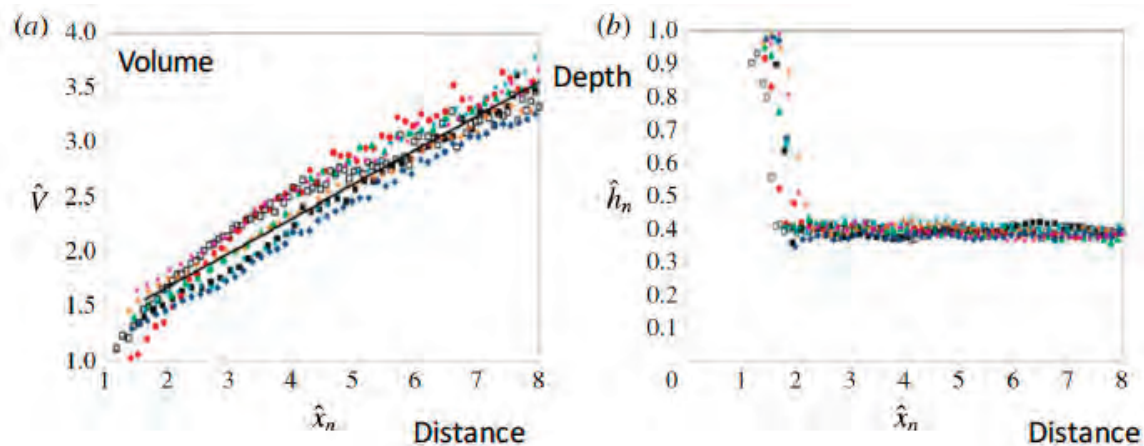 (a) 4.0
Volume
3.5
3.0
V̂
2.5
2.0
1.5
1.0
1 2 3 4 5 6 7 8
x̂ₙ
Distance
(b) 1.0
Depth
0.9
0.8
0.7
0.6
ĥₙ
0.5
0.4
0.3
0.2
0.1
0 1 2 3 4 5 6 7 8
x̂ₙ
Distance